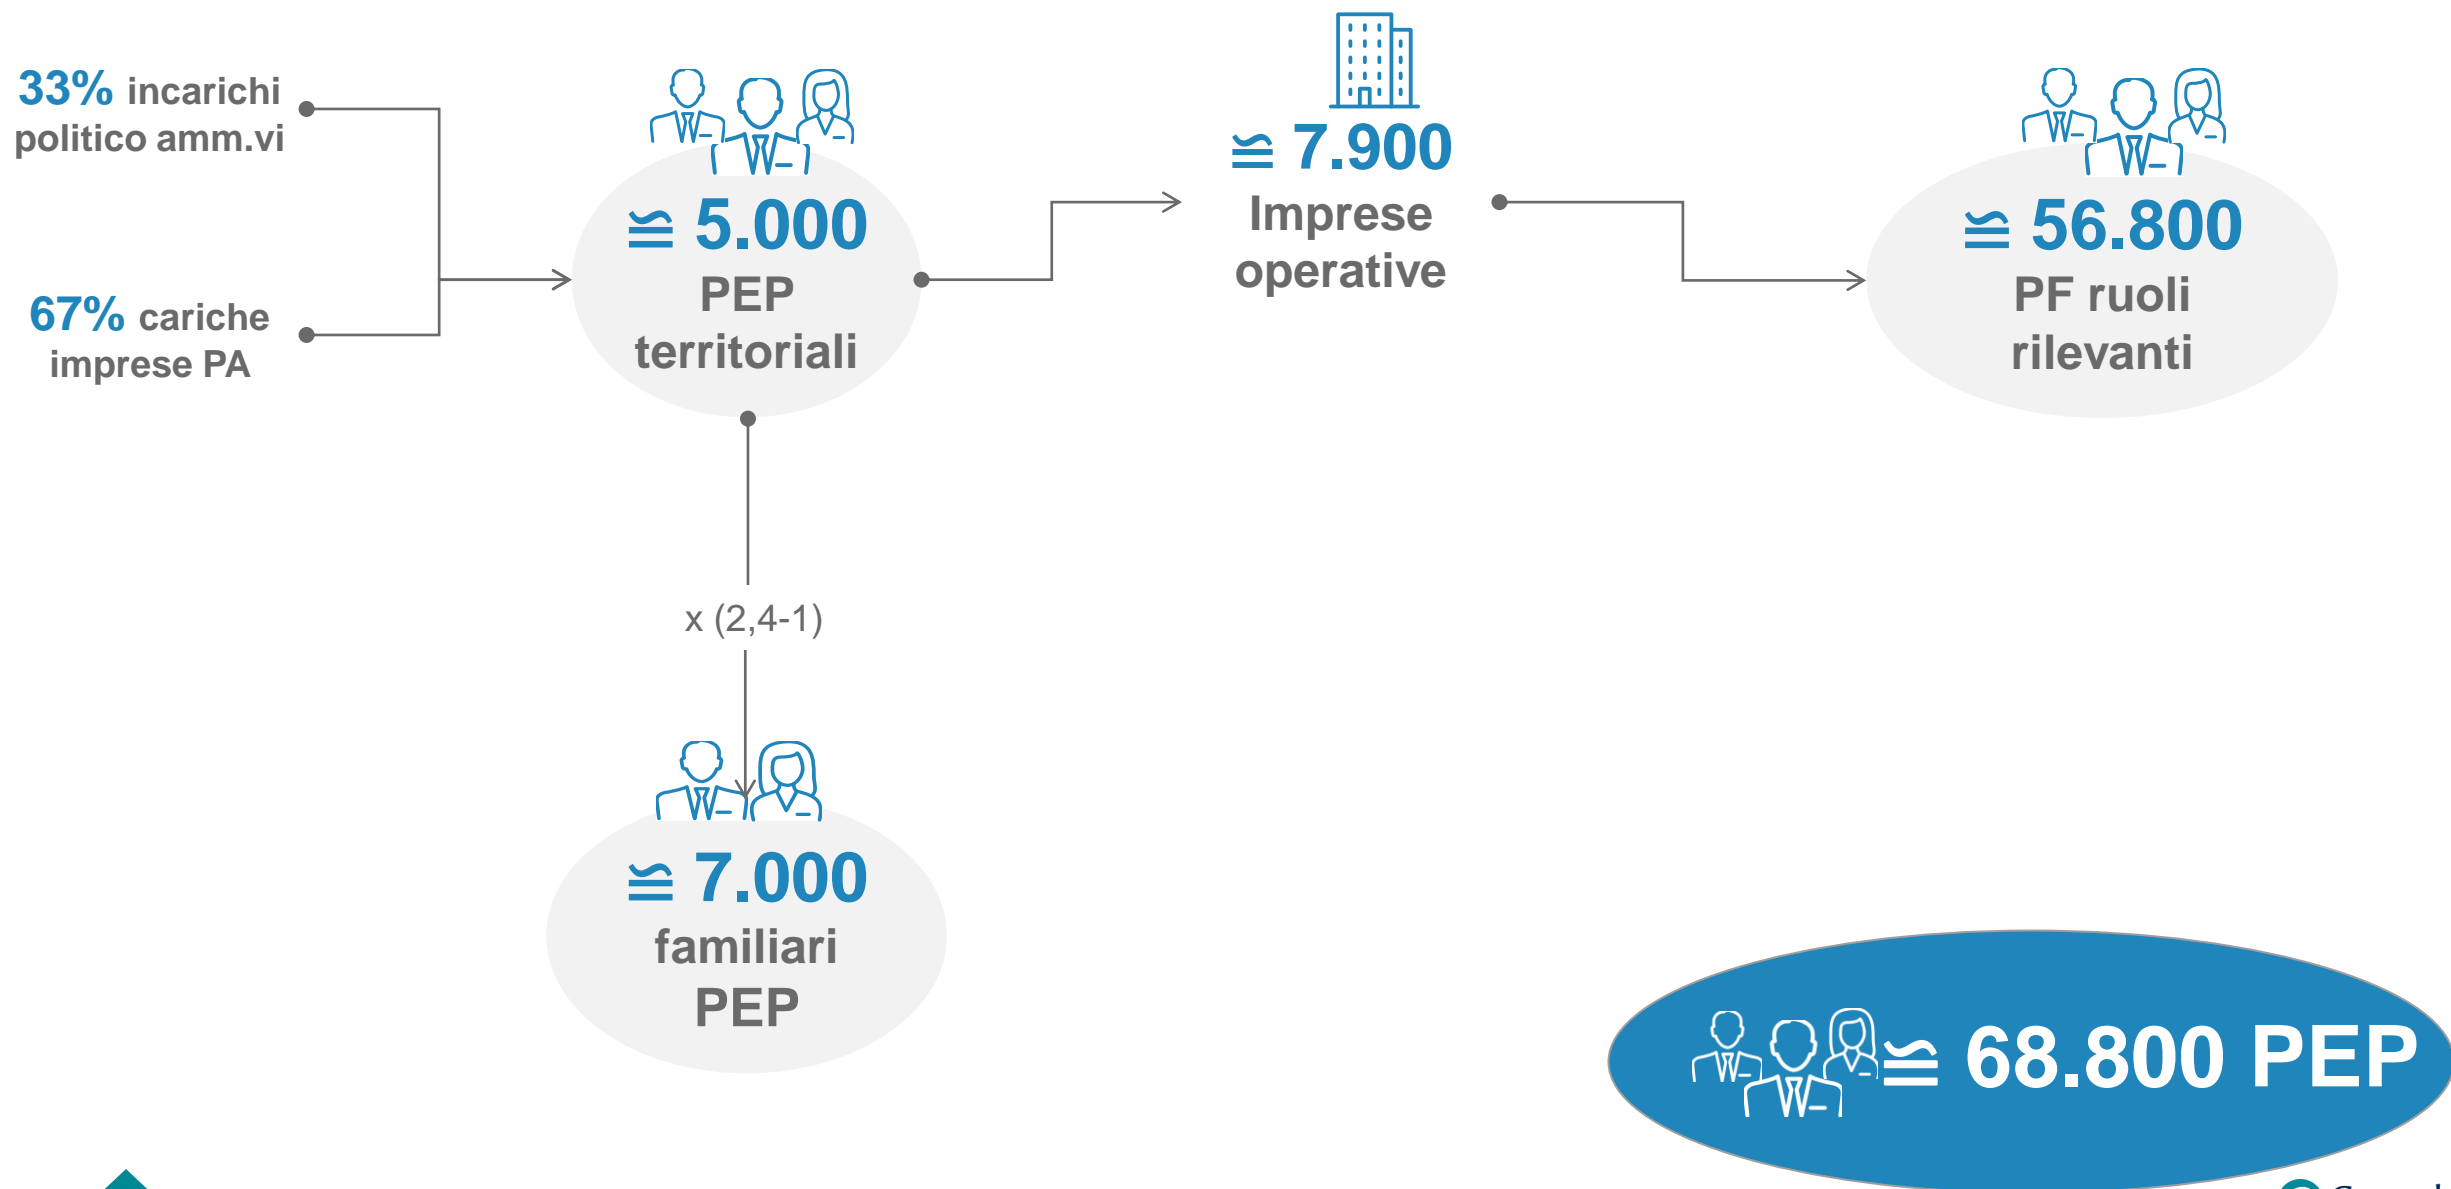 33% incarichi
politico amm.vi
67% cariche
imprese PA
≌ 5.000
PEP
territoriali
≌ 7.900
Imprese
operative
≌ 56.800
PF ruoli
rilevanti
x (2,4-1)
≌ 7.000
familiari
PEP
≌ 68.800 PEP